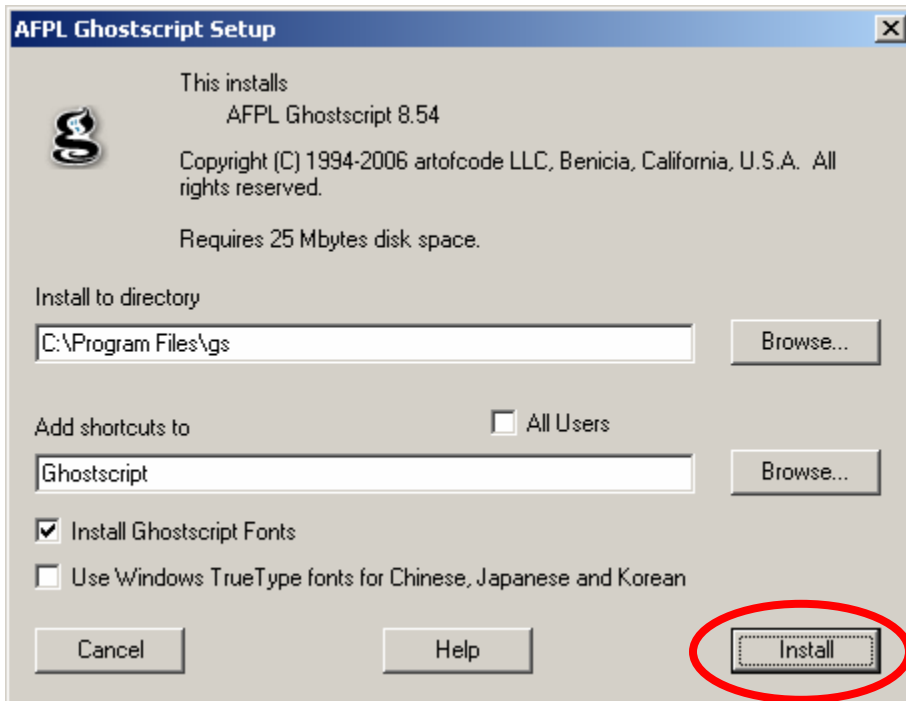 AFPL Ghostscript Setup
This installs
AFPL Ghostscript 8.54
Copyright (C) 1994-2006 artofcode LLC, Benicia, California, U.S.A. All
rights reserved.
Requires 25 Mbytes disk space.
Install to directory
C:\Program Files\gs
Browse...
Add shortcuts to
All Users
Ghostscript
Browse...
Install Ghostscript Fonts
Use Windows TrueType fonts for Chinese, Japanese and Korean
Cancel
Help
Install